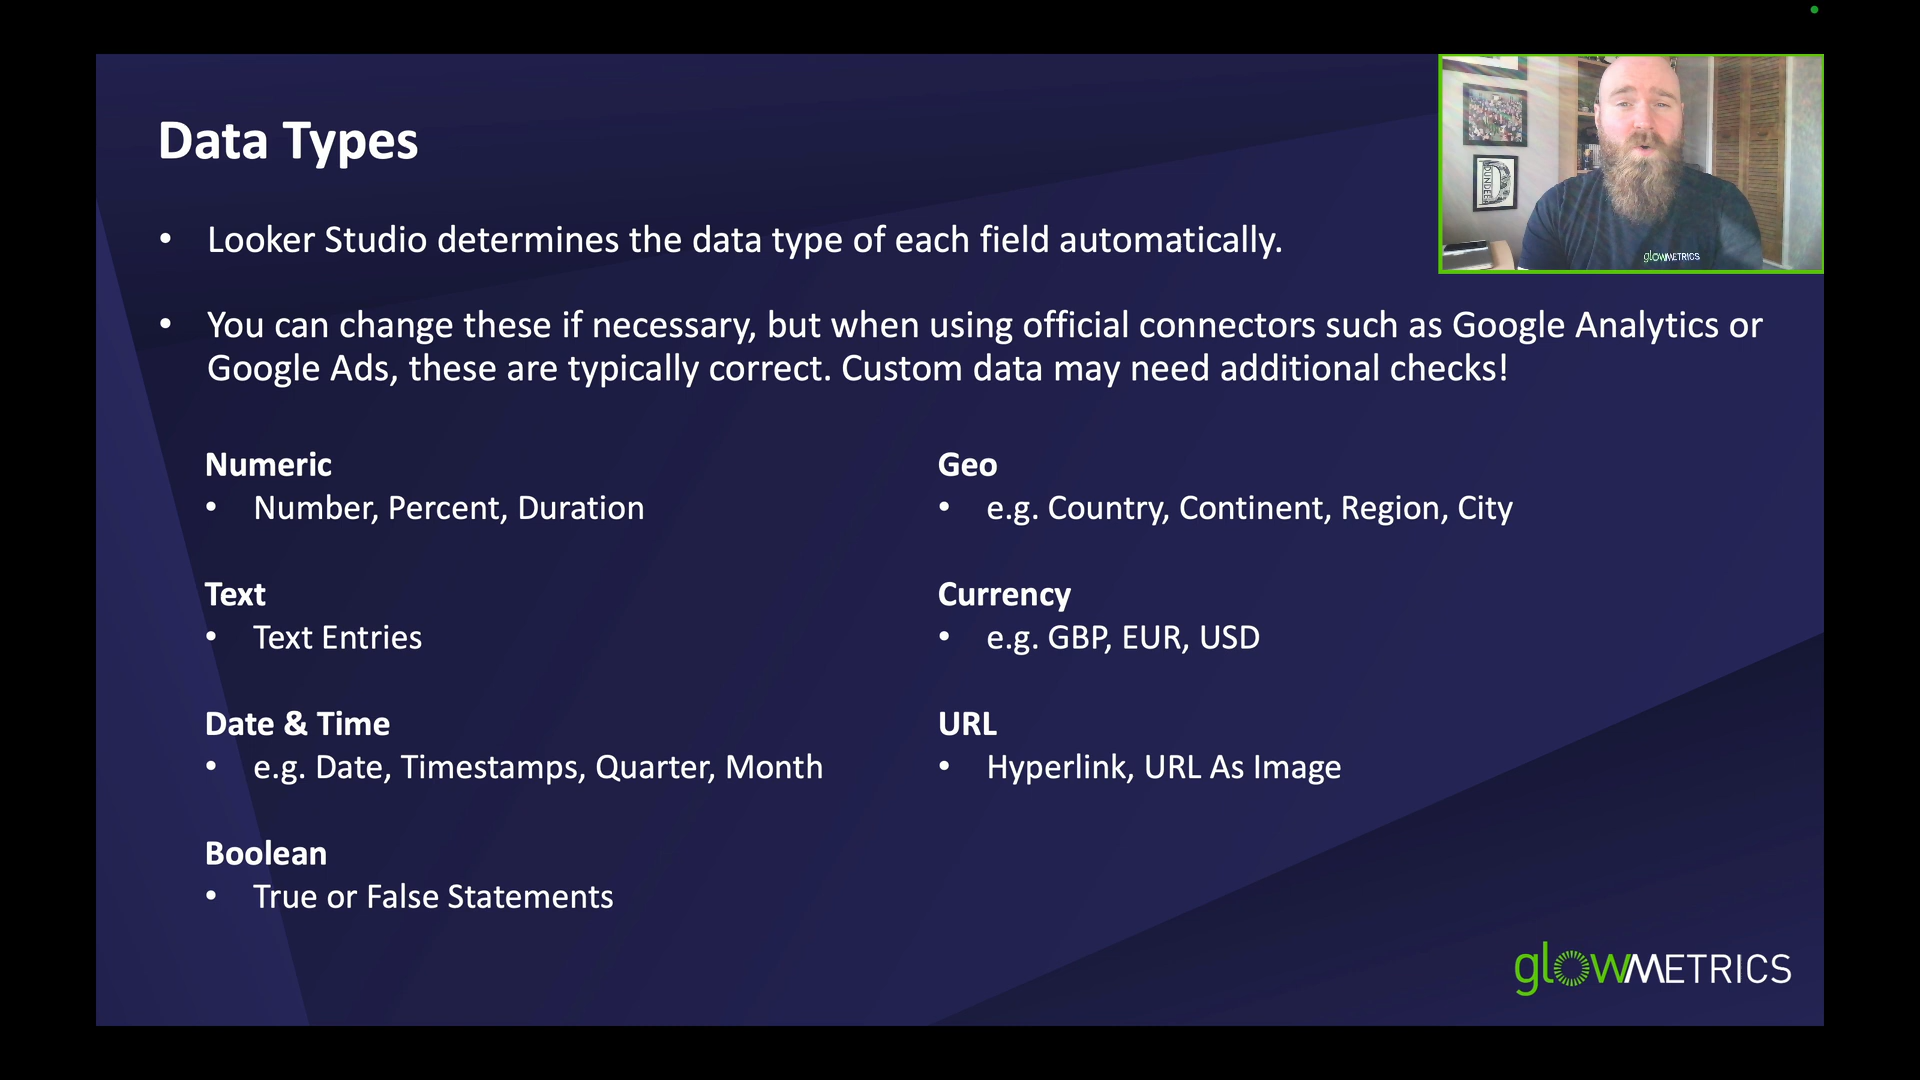 Data Types
• Looker Studio determines the data type of each field automatically.
• You can change these if necessary, but when using official connectors such as Google Analytics or
Google Ads, these are typically correct. Custom data may need additional checks!
Numeric
• Number, Percent, Duration
Text
• Text Entries
Date & Time
• e.g. Date, Timestamps, Quarter, Month
Boolean
• True or False Statements
Geo
• e.g. Country, Continent, Region, City
Currency
• e.g. GBP, EUR, USD
URL
• Hyperlink, URL As Image
glowMETRICS
DUNDEE
glowMETRICS